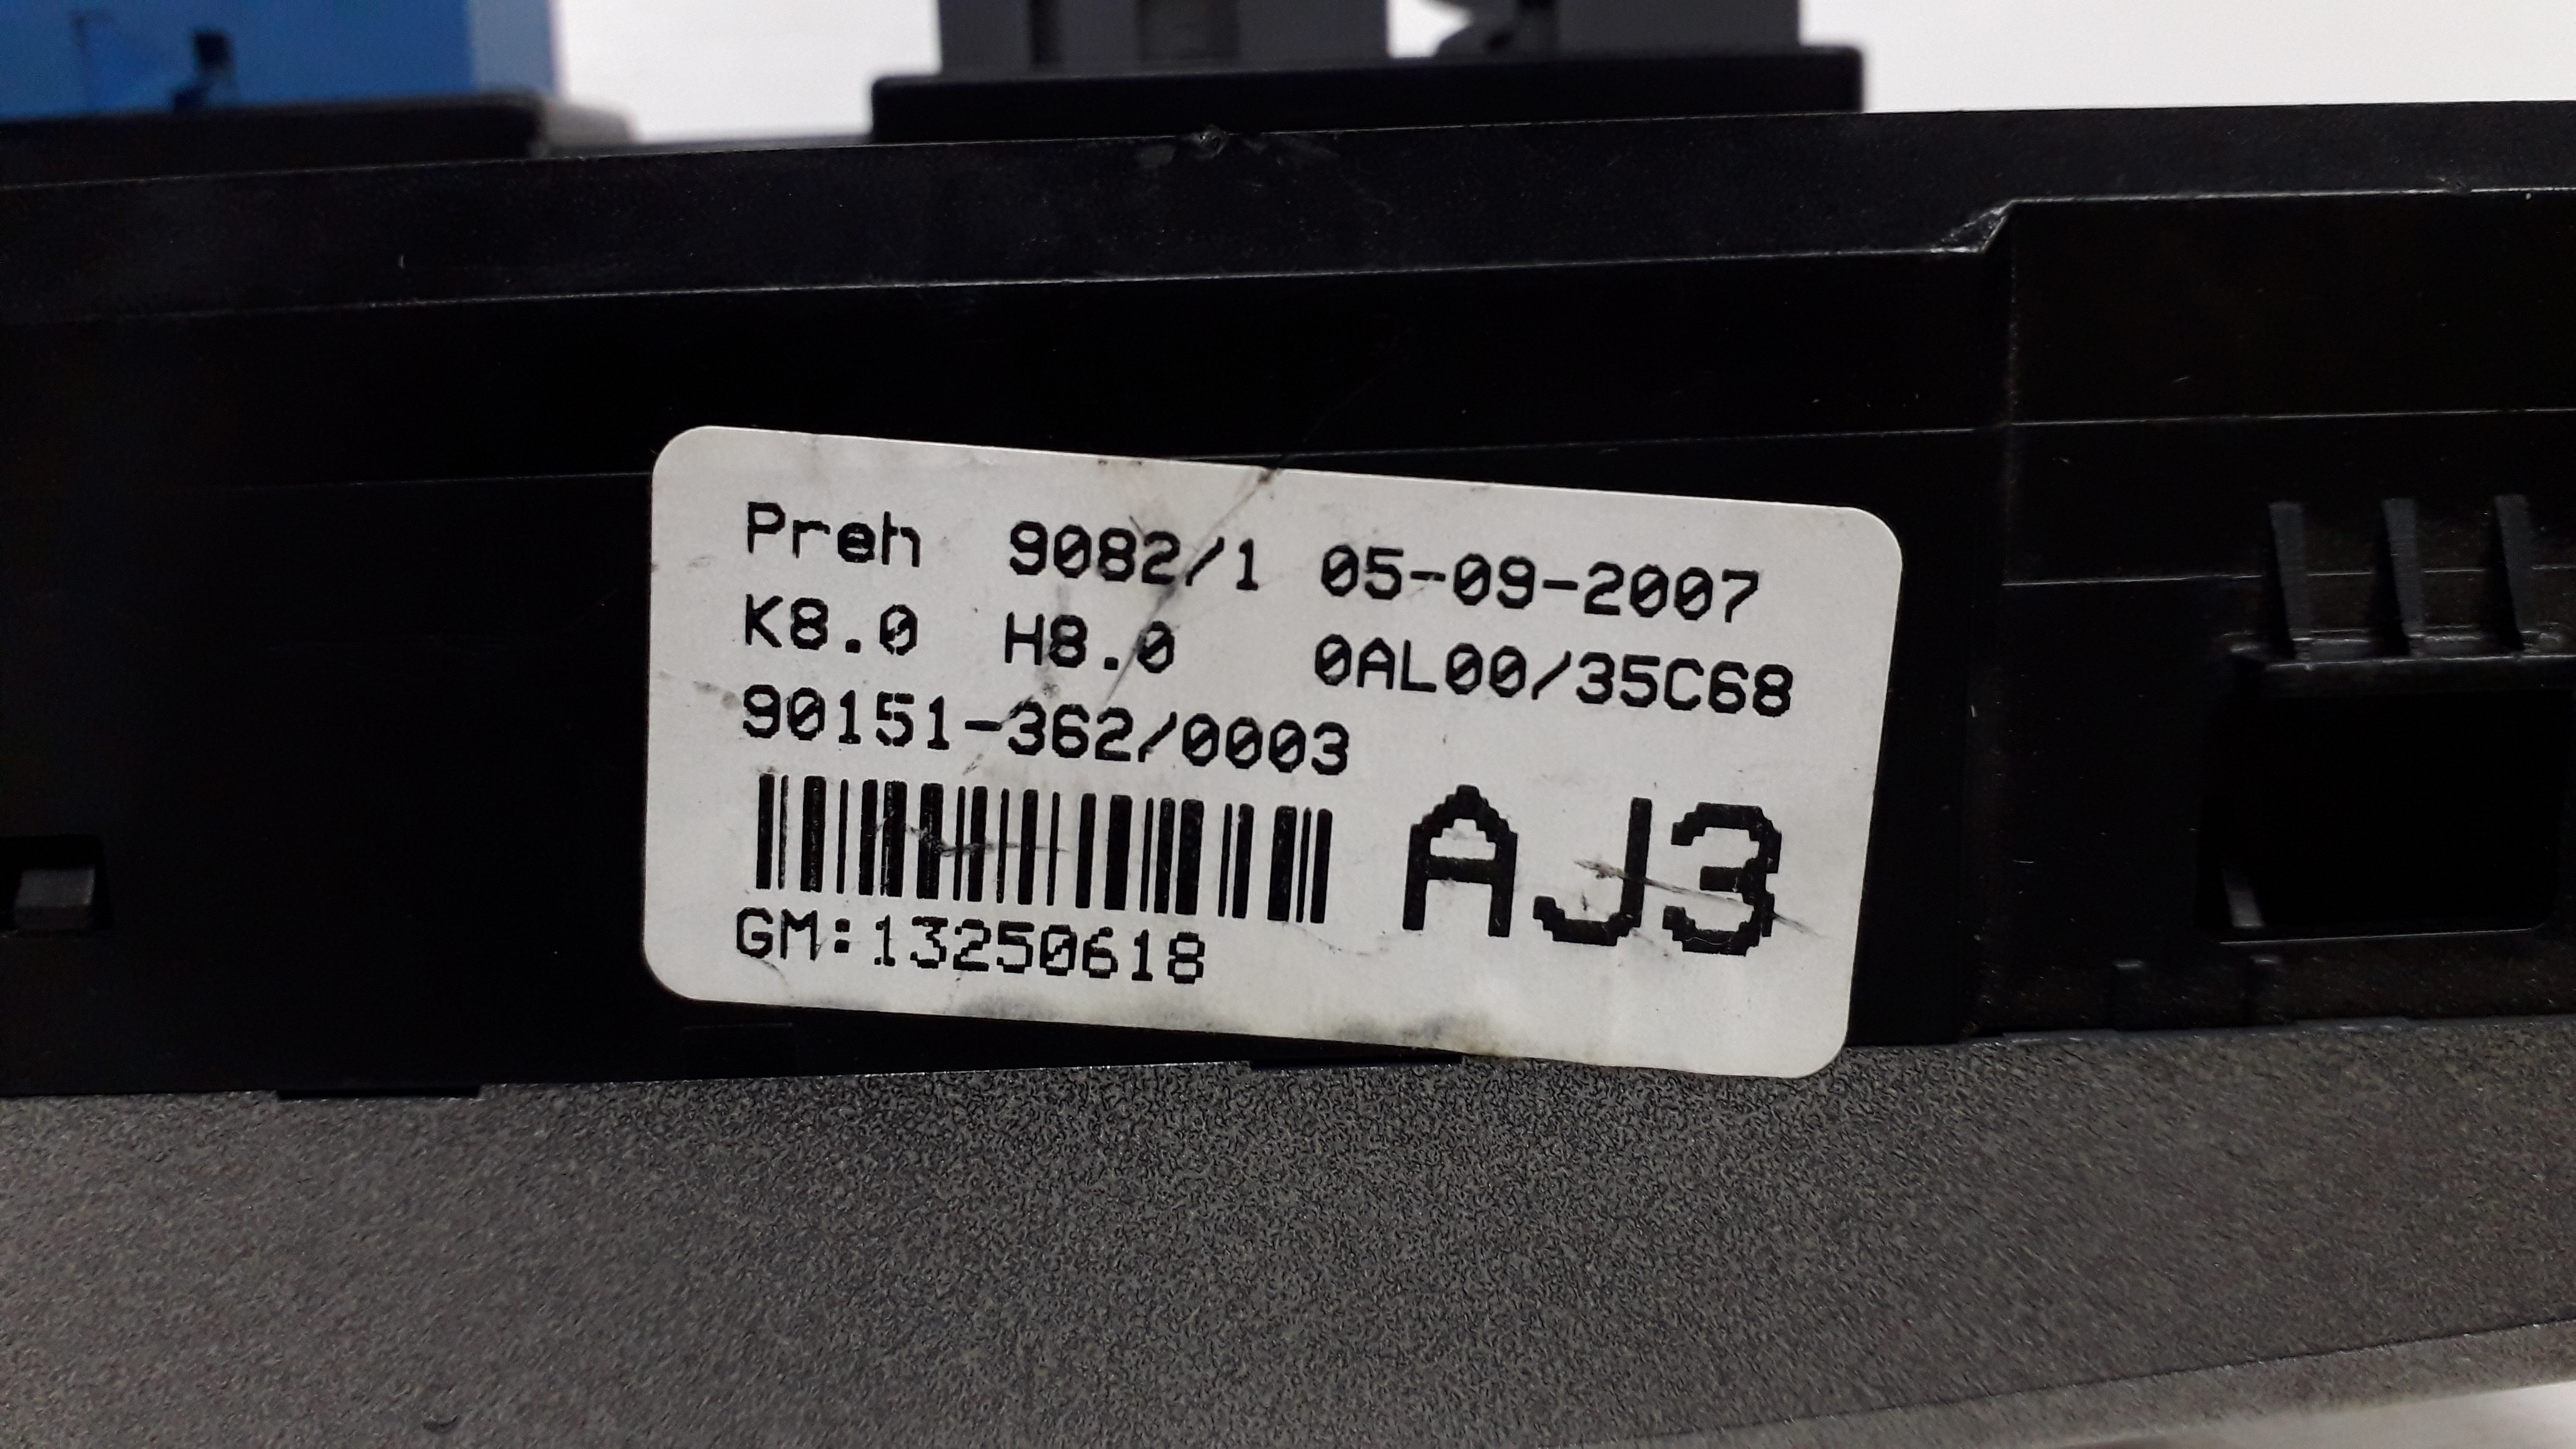 Preh 9082/1 05-09-2007
K8.0 H8.0 0AL00/35C68
90151-362/0003
AJ3
GM:13250618